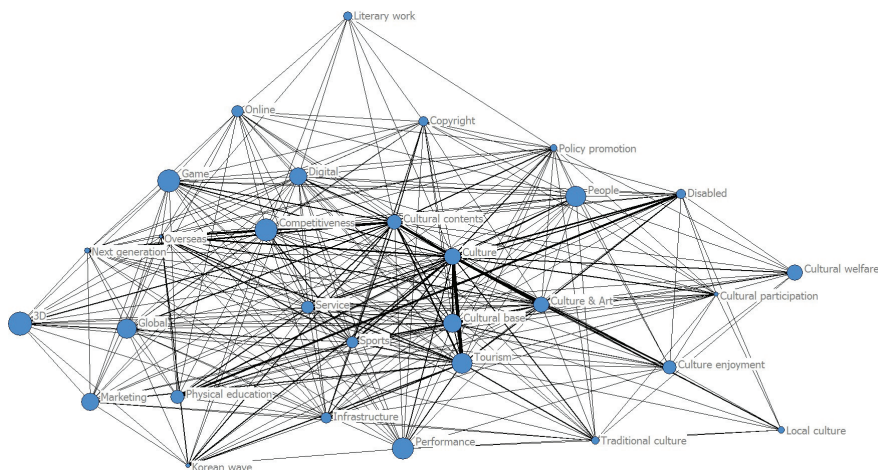 Literary work
Online
Copyright
Policy promotion
Game
Digital
People
Disabled
Competitiveness
Cultural contents
Overseas
Next generation
Culture
Cultural welfare
Cultural participation
Service
Culture & Art
3D
Global
Cultural base
Sports
Tourism
Culture enjoyment
Marketing
Physical educations
Infrastructure
Local culture
Performance
Traditional culture
Korean wave